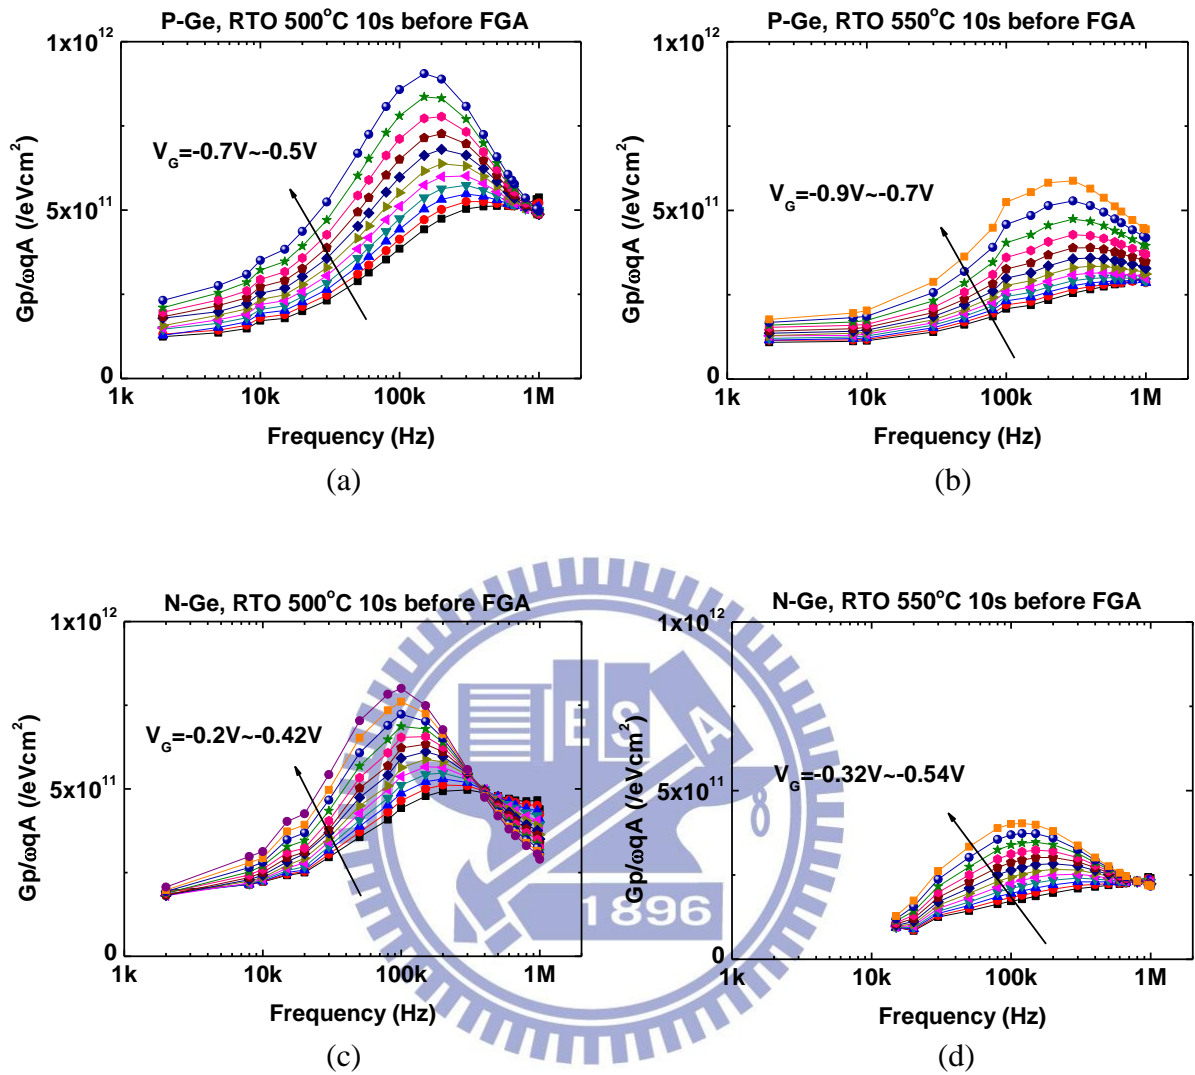 P-Ge, RTO 500°C 10s before FGA
1x10¹²
5x10¹¹
0
Gp/ωqA (/eVcm²)
V_G=-0.7V~-0.5V
1k 10k 100k 1M
Frequency (Hz)
(a)
P-Ge, RTO 550°C 10s before FGA
1x10¹²
5x10¹¹
0
Gp/ωqA (/eVcm²)
V_G=-0.9V~-0.7V
1k 10k 100k 1M
Frequency (Hz)
(b)
N-Ge, RTO 500°C 10s before FGA
1x10¹²
5x10¹¹
0
Gp/ωqA (/eVcm²)
V_G=-0.2V~-0.42V
1k 10k 100k 1M
Frequency (Hz)
(c)
N-Ge, RTO 550°C 10s before FGA
1x10¹²
5x10¹¹
0
Gp/ωqA (/eVcm²)
V_G=-0.32V~-0.54V
1k 10k 100k 1M
Frequency (Hz)
(d)
E S A
1896